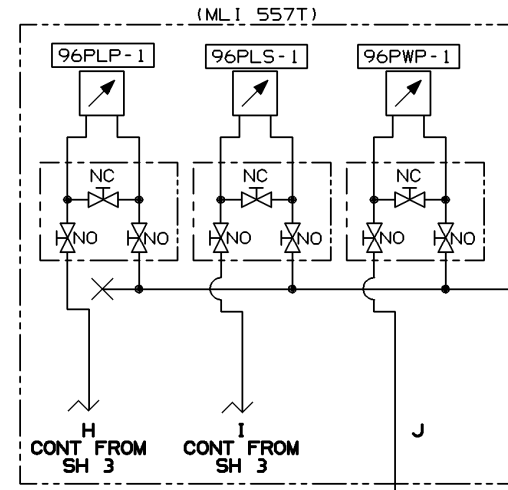 (MLI 557T)
96PLP-1
96PLS-1
96PWP-1
NC
NC
NC
NO
NO
NO
NO
NO
NO
H
CONT FROM
SH 3
I
CONT FROM
SH 3
J